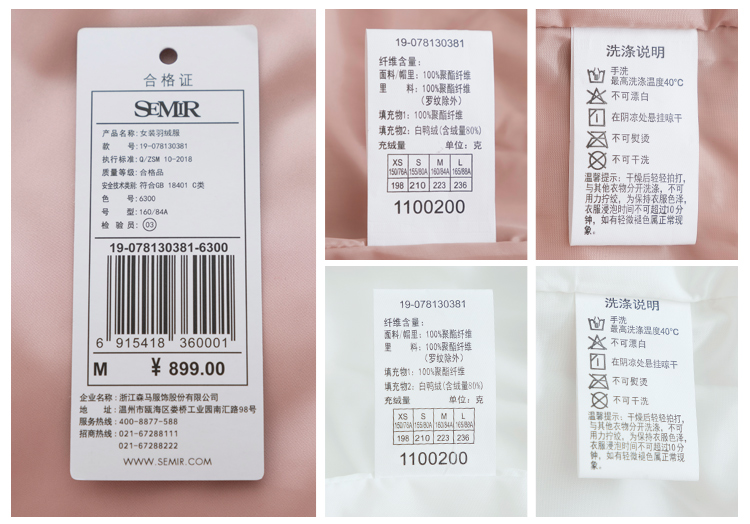 合格证
SEMIR
产品名称:女装羽绒服
款 号:19-078130381
执行标准:Q/ZSM 10-2018
质量等级:合格品
安全技术类别:符合GB 18401 C类
色 号:6300
号 型:160/84A
检 验 员: 03
19-078130381-6300
6 915418 360001
M ¥ 899.00
企业名称:浙江森马服饰股份有限公司
地 址:温州市瓯海区娄桥工业园南汇路98号
服务热线:400-8877-588
招商热线:021-67288111
021-67288222
WWW.SEMIR.COM
19-078130381
纤维含量:
面料/帽里: 100%聚酯纤维
里 料: 100%聚酯纤维
(罗纹除外)
填充物1: 100%聚酯纤维
填充物2: 白鸭绒(含绒量80%)
充绒量 单位: 克
XS S M L
150/76A 155/80A 160/84A 165/88A
198 210 223 236
1100200
洗涤说明
手洗
最高洗涤温度40℃
不可漂白
在阴凉处悬挂晾干
不可熨烫
不可干洗
温馨提示: 干燥后轻轻拍打,
与其他衣物分开洗涤, 不可
用力拧绞, 为保持衣服色泽,
衣服浸泡时间不可超过10分
钟, 如有轻微褪色属正常现
象。
19-078130381
纤维含量:
面料/帽里: 100%聚酯纤维
里 料: 100%聚酯纤维
(罗纹除外)
填充物1: 100%聚酯纤维
填充物2: 白鸭绒(含绒量80%)
充绒量 单位: 克
XS S M L
150/76A 155/80A 160/84A 165/88A
198 210 223 236
1100200
洗涤说明
手洗
最高洗涤温度40℃
不可漂白
在阴凉处悬挂晾干
不可熨烫
不可干洗
温馨提示: 干燥后轻轻拍打,
与其他衣物分开洗涤, 不可
用力拧绞, 为保持衣服色泽,
衣服浸泡时间不可超过10分
钟, 如有轻微褪色属正常现
象。